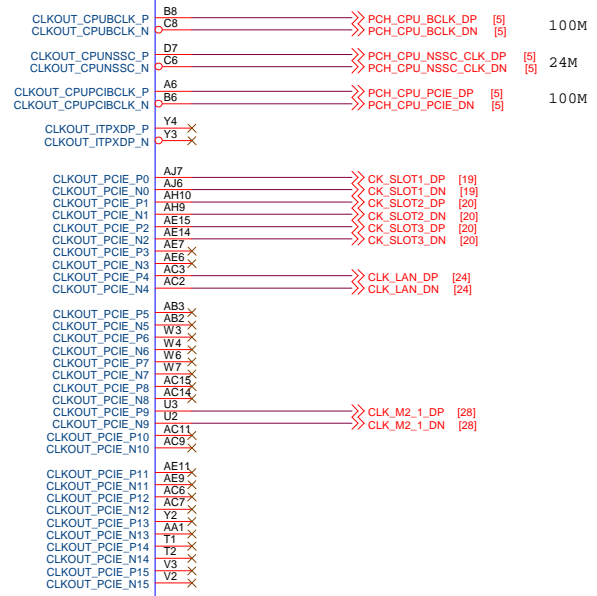 CLKOUT_CPUBCLK_P B8 PCH_CPU_BCLK_DP [5]
CLKOUT_CPUBCLK_N C8 PCH_CPU_BCLK_DN [5] 100M
CLKOUT_CPUNSSC_P D7 PCH_CPU_NSSC_CLK_DP [5]
CLKOUT_CPUNSSC_N C6 PCH_CPU_NSSC_CLK_DN [5] 24M
CLKOUT_CPUPCIBCLK_P A6 PCH_CPU_PCIE_DP [5]
CLKOUT_CPUPCIBCLK_N B6 PCH_CPU_PCIE_DN [5] 100M
CLKOUT_ITPXDP_P Y4
CLKOUT_ITPXDP_N Y3
CLKOUT_PCIE_P0 AJ7 CK_SLOT1_DP [19]
CLKOUT_PCIE_N0 AJ6 CK_SLOT1_DN [19]
CLKOUT_PCIE_P1 AH10 CK_SLOT2_DP [20]
CLKOUT_PCIE_N1 AH9 CK_SLOT2_DN [20]
CLKOUT_PCIE_P2 AE15 CK_SLOT3_DP [20]
CLKOUT_PCIE_N2 AE14 CK_SLOT3_DN [20]
CLKOUT_PCIE_P3 AE7
CLKOUT_PCIE_N3 AE6
CLKOUT_PCIE_P4 AC3 CLK_LAN_DP [24]
CLKOUT_PCIE_N4 AC2 CLK_LAN_DN [24]
CLKOUT_PCIE_P5 AB3
CLKOUT_PCIE_N5 AB2
CLKOUT_PCIE_P6 W3
CLKOUT_PCIE_N6 W4
CLKOUT_PCIE_P7 W6
CLKOUT_PCIE_N7 W7
CLKOUT_PCIE_P8 AC15
CLKOUT_PCIE_N8 AC14
CLKOUT_PCIE_P9 U3 CLK_M2_1_DP [28]
CLKOUT_PCIE_N9 U2 CLK_M2_1_DN [28]
CLKOUT_PCIE_P10 AC11
CLKOUT_PCIE_N10 AC9
CLKOUT_PCIE_P11 AE11
CLKOUT_PCIE_N11 AE9
CLKOUT_PCIE_P12 AC6
CLKOUT_PCIE_N12 AC7
CLKOUT_PCIE_P13 Y2
CLKOUT_PCIE_N13 AA1
CLKOUT_PCIE_P14 T1
CLKOUT_PCIE_N14 T2
CLKOUT_PCIE_P15 V3
CLKOUT_PCIE_N15 V2